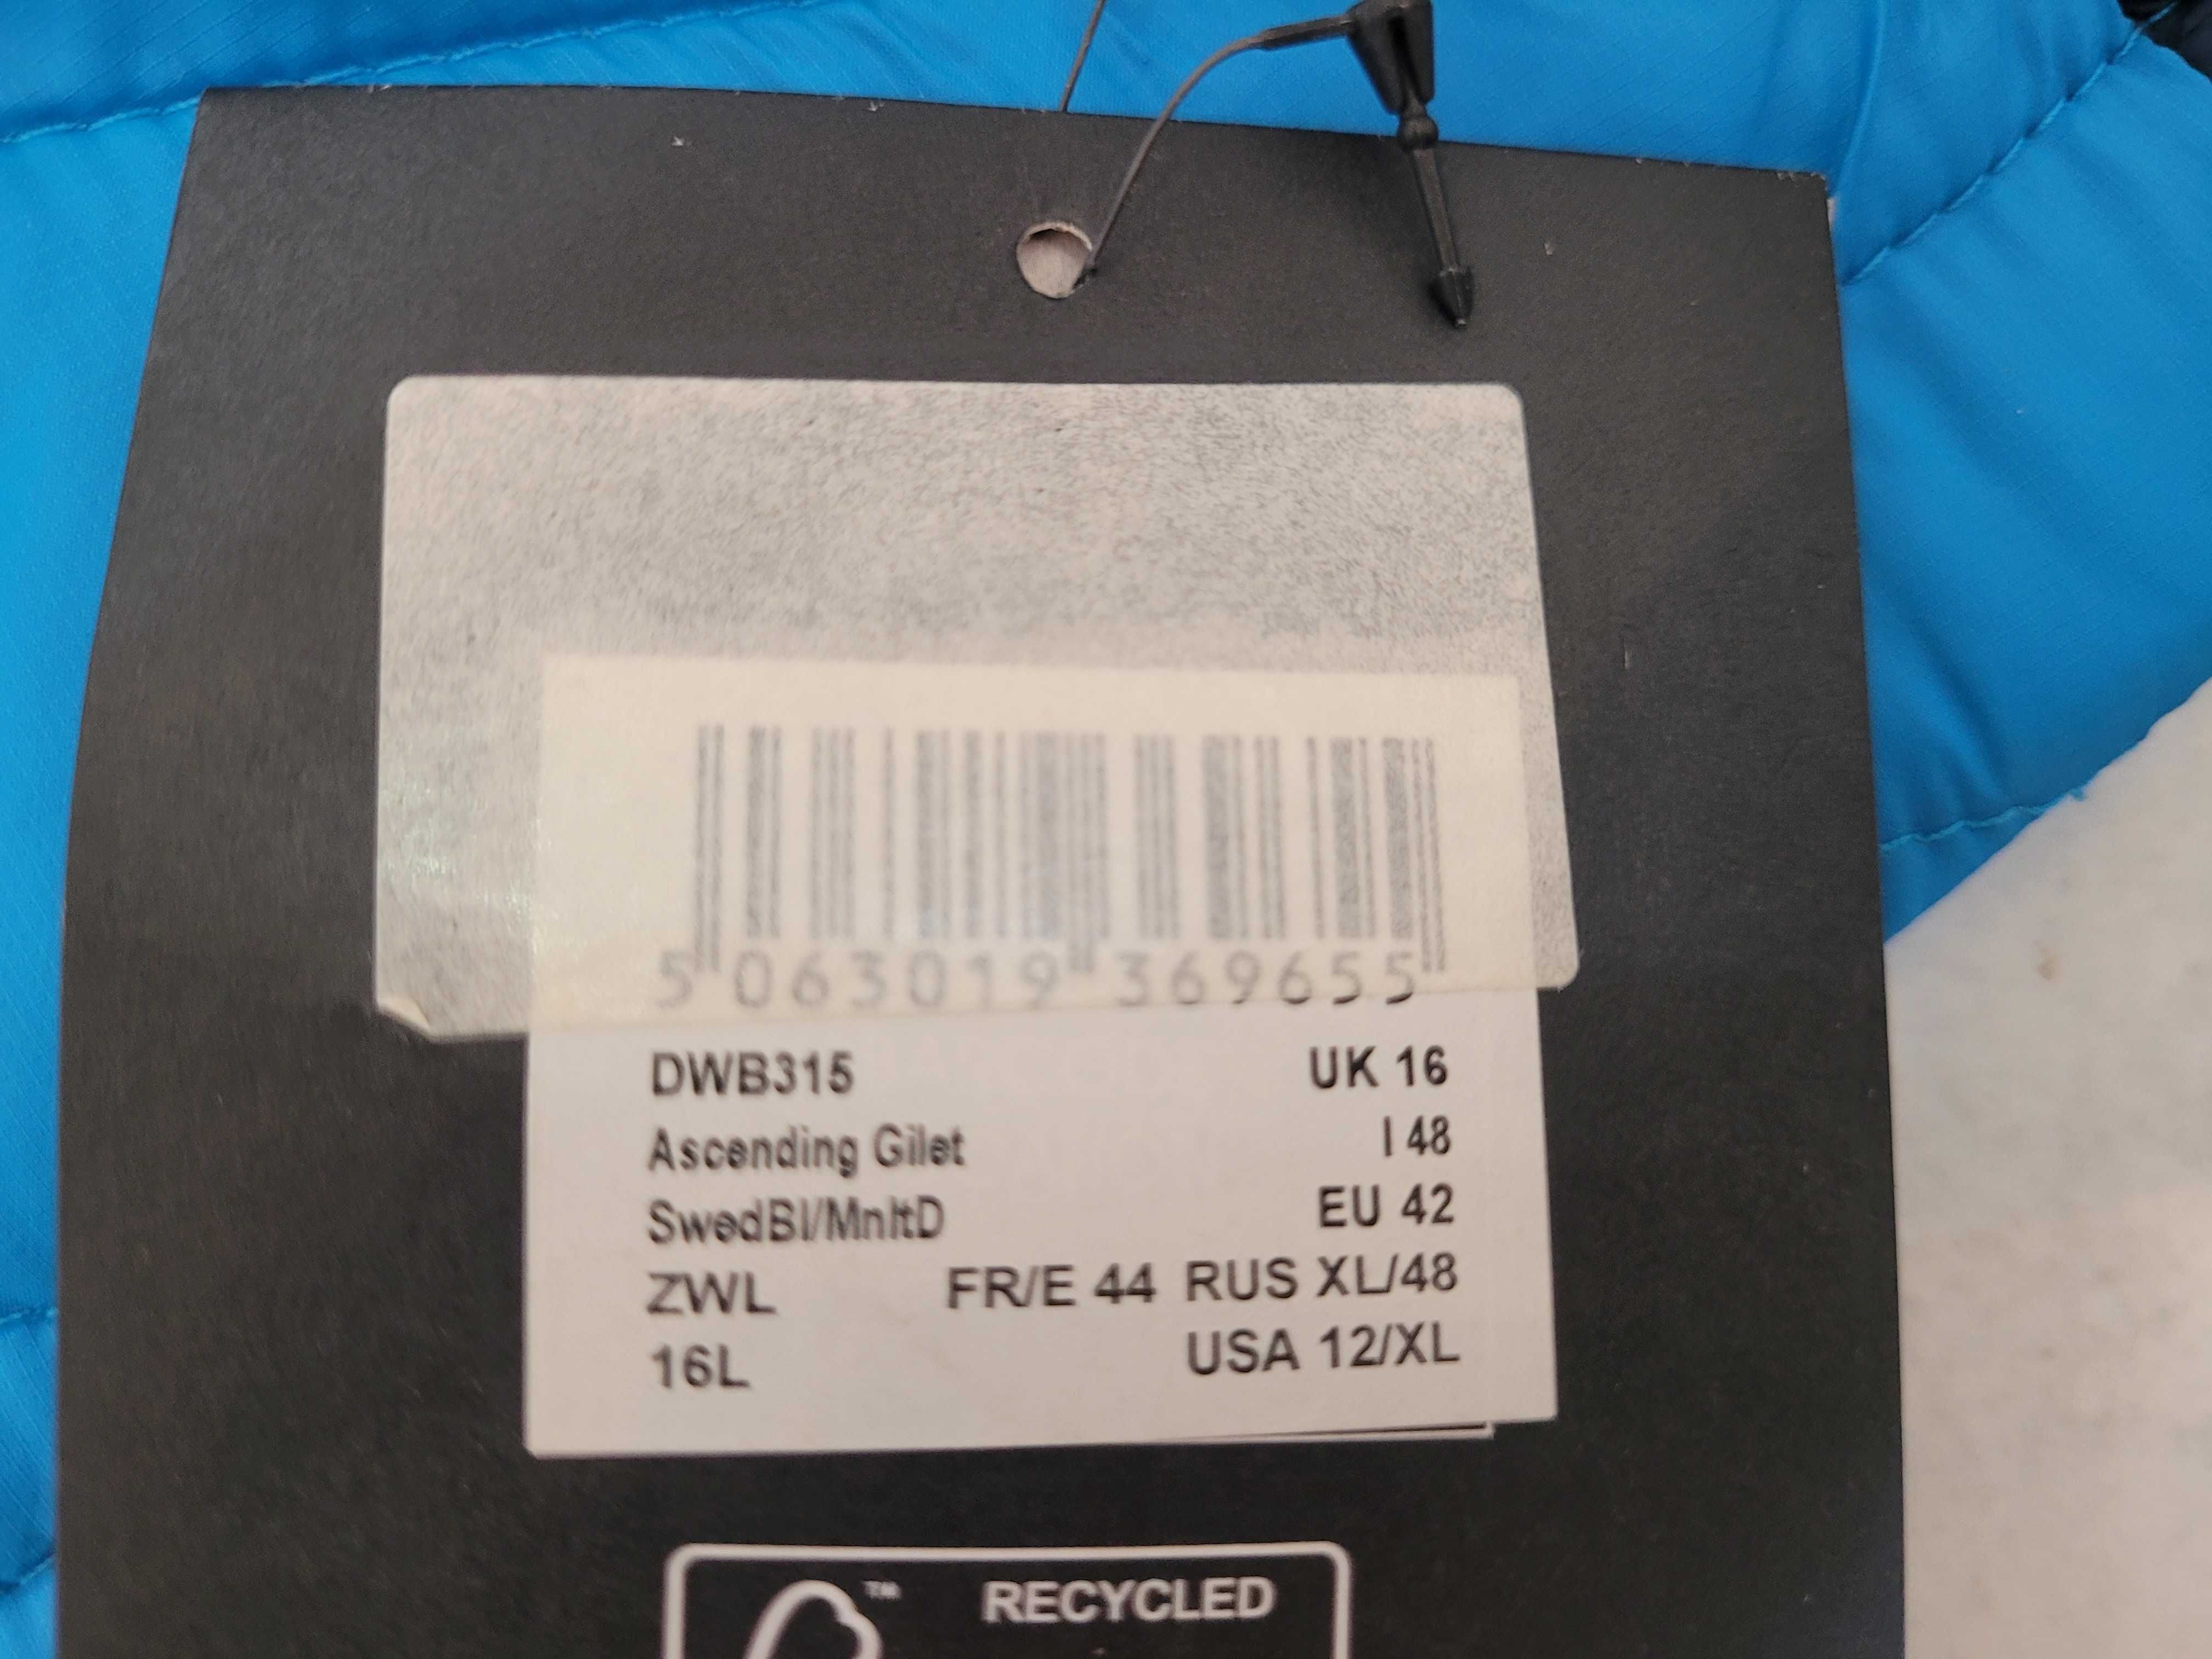 5 063019 369655
DWB315 UK 16
Ascending Gilet I 48
SwedBl/MnltD EU 42
ZWL FR/E 44 RUS XL/48
16L USA 12/XL
™ RECYCLED